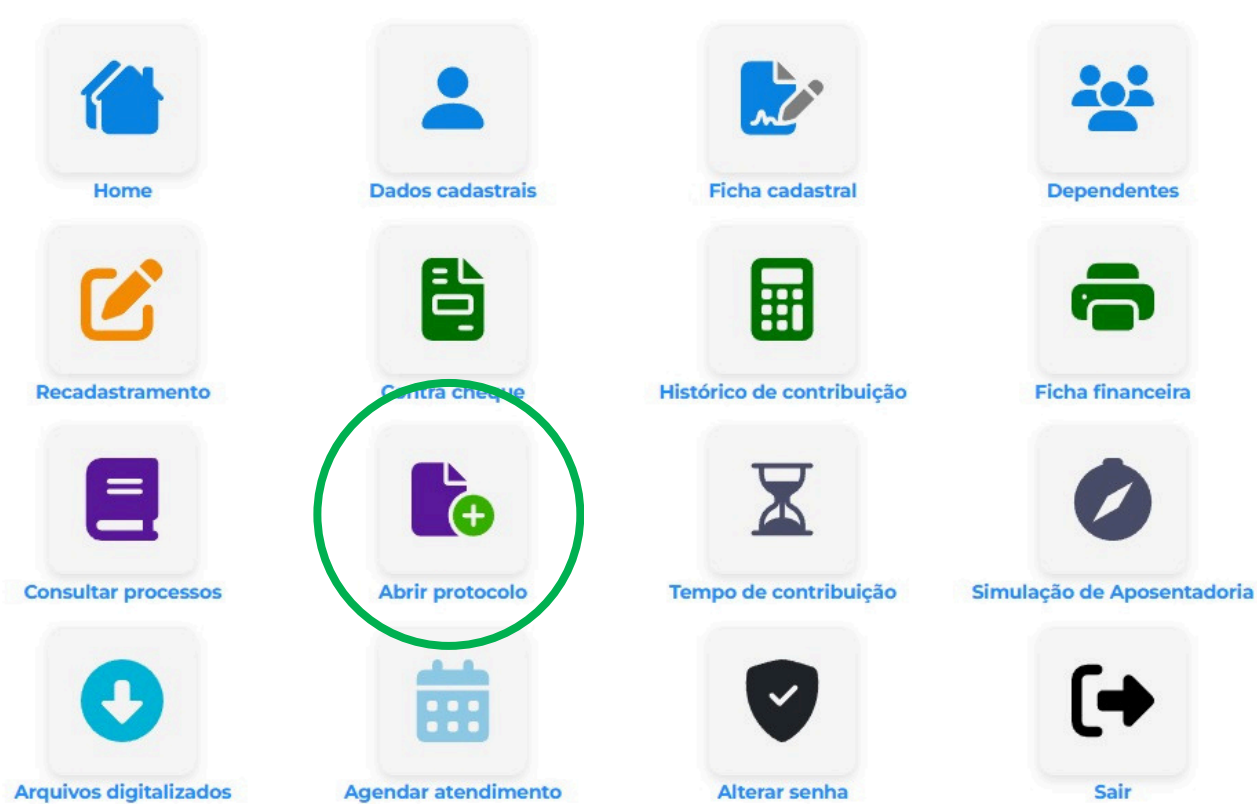 Home
Dados cadastrais
Ficha cadastral
Dependentes
Recadastramento
Contra cheque
Histórico de contribuição
Ficha financeira
Consultar processos
Abrir protocolo
Tempo de contribuição
Simulação de Aposentadoria
Arquivos digitalizados
Agendar atendimento
Alterar senha
Sair